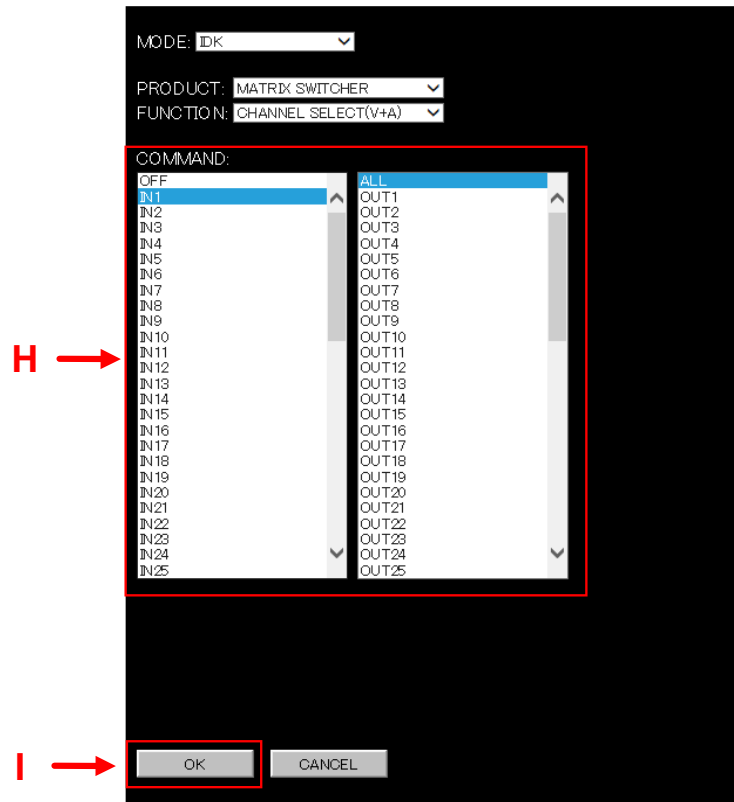 MODE: IDK
PRODUCT: MATRIX SWITCHER
FUNCTION: CHANNEL SELECT(V+A)
COMMAND:
OFF
IN1
IN2
IN3
IN4
IN5
IN6
IN7
IN8
IN9
IN10
IN11
IN12
IN13
IN14
IN15
IN16
IN17
IN18
IN19
IN20
IN21
IN22
IN23
IN24
IN25
ALL
OUT1
OUT2
OUT3
OUT4
OUT5
OUT6
OUT7
OUT8
OUT9
OUT10
OUT11
OUT12
OUT13
OUT14
OUT15
OUT16
OUT17
OUT18
OUT19
OUT20
OUT21
OUT22
OUT23
OUT24
OUT25
H
I
OK CANCEL